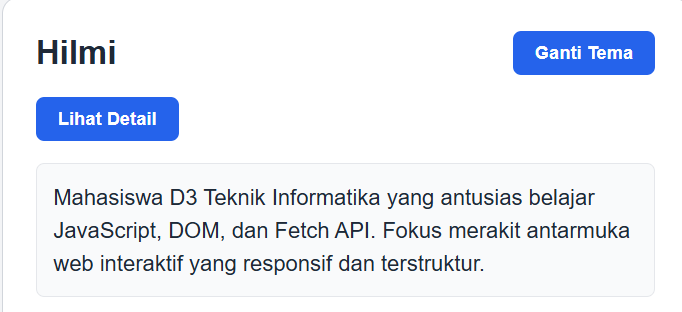 Hilmi
Ganti Tema
Lihat Detail
Mahasiswa D3 Teknik Informatika yang antusias belajar
JavaScript, DOM, dan Fetch API. Fokus merakit antarmuka
web interaktif yang responsif dan terstruktur.